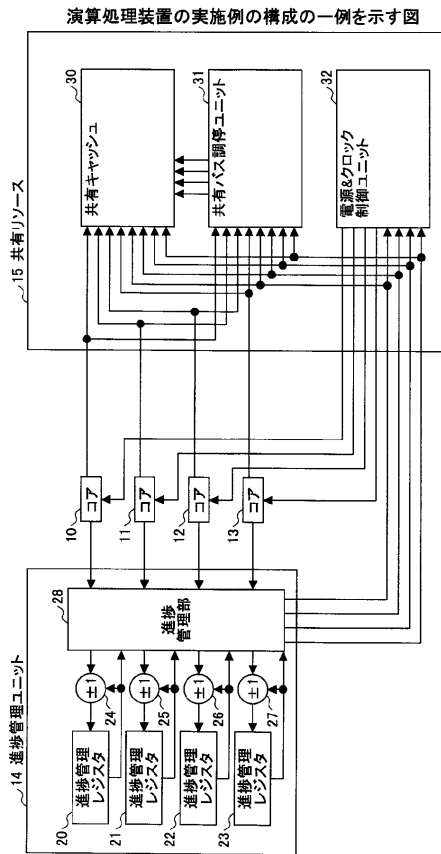 演算処理装置の実施例の構成の一例を示す図
15 共有リソース
30
共有キャッシュ
31
共有バス調停ユニット
32
電源&クロック
制御ユニット
10
コア
11
コア
12
コア
13
コア
14 進捗管理ユニット
28
進捗
管理部
±1
24
±1
25
±1
26
±1
27
進捗管理
レジスタ
20
進捗管理
レジスタ
21
進捗管理
レジスタ
22
進捗管理
レジスタ
23